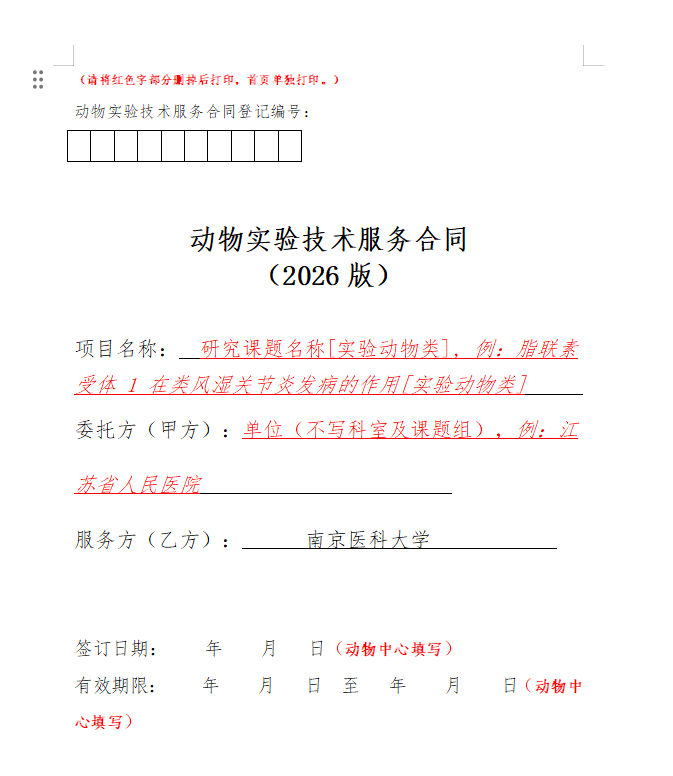 （请将红色字部分删掉后打印，首页单独打印。）
动物实验技术服务合同登记编号：
动物实验技术服务合同
（2026 版）
项目名称： 研究课题名称[实验动物类]，例：脂联素
受体 1 在类风湿关节炎发病的作用[实验动物类]
委托方（甲方）：单位（不写科室及课题组），例：江
苏省人民医院
服务方（乙方）： 南京医科大学
签订日期： 年 月 日（动物中心填写）
有效期限： 年 月 日 至 年 月 日（动物中
心填写）